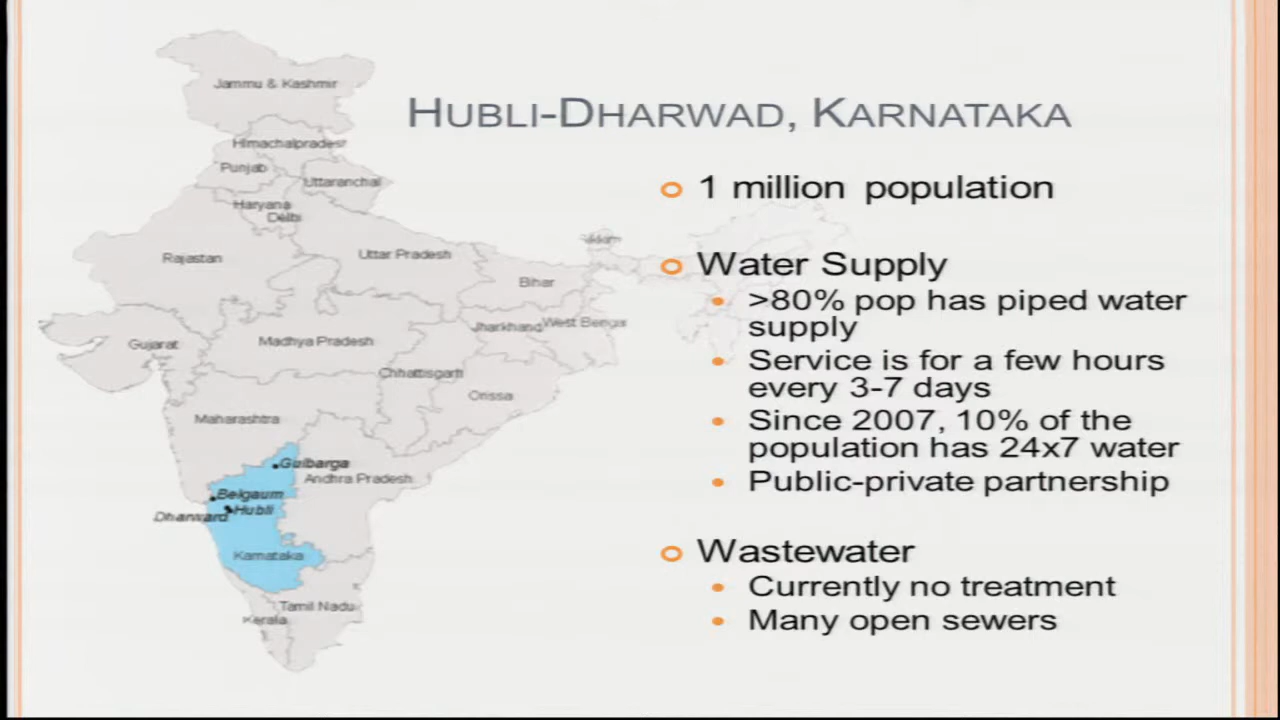 HUBLI-DHARWAD, KARNATAKA
1 million population
Water Supply
>80% pop has piped water
supply
Service is for a few hours
every 3-7 days
Since 2007, 10% of the
population has 24x7 water
Public-private partnership
Wastewater
Currently no treatment
Many open sewers
Jammu & Kashmir
Himachalpradesh
Punjab
Uttaranchal
Haryana
Delhi
Rajastan
Uttar Pradesh
Sikkim
Bihar
Gujarat
Madhya Pradesh
Jharkhand
West Bengal
Chhattisgarh
Orissa
Maharashtra
Gulbarga
Andhra Pradesh
Belgaum
Dharward
Hubli
Karnataka
Tamil Nadu
Kerala